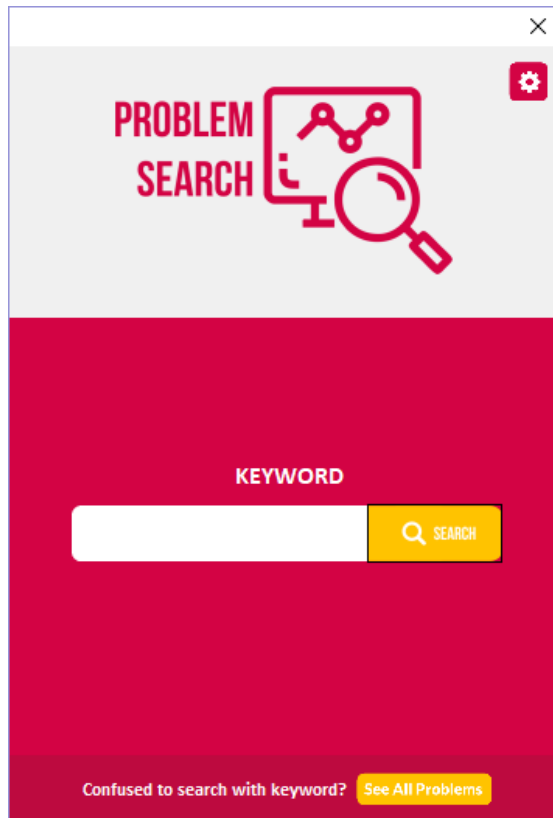 PROBLEM
SEARCH
KEYWORD
SEARCH
Confused to search with keyword? See All Problems